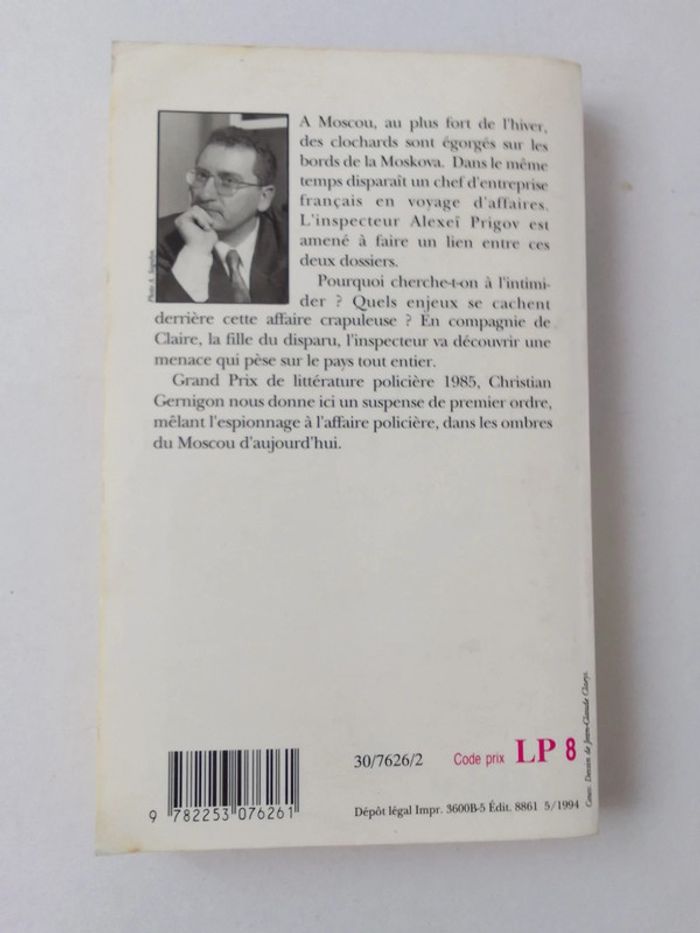 A Moscou, au plus fort de l'hiver,
des clochards sont égorgés sur les
bords de la Moskova. Dans le même
temps disparaît un chef d'entreprise
français en voyage d'affaires.
L'inspecteur Alexeï Prigov est
amené à faire un lien entre ces
deux dossiers.
Pourquoi cherche-t-on à l'intimi-
der ? Quels enjeux se cachent
derrière cette affaire crapuleuse ? En compagnie de
Claire, la fille du disparu, l'inspecteur va découvrir une
menace qui pèse sur le pays tout entier.
Grand Prix de littérature policière 1985, Christian
Gernigon nous donne ici un suspense de premier ordre,
mêlant l'espionnage à l'affaire policière, dans les ombres
du Moscou d'aujourd'hui.
Photo A.
30/7626/2
Code prix LP 8
9 782253 076261
Dépôt légal Impr. 3600B-5 Édit. 8861 5/1994
Couv. Dessin de Jean-Claude